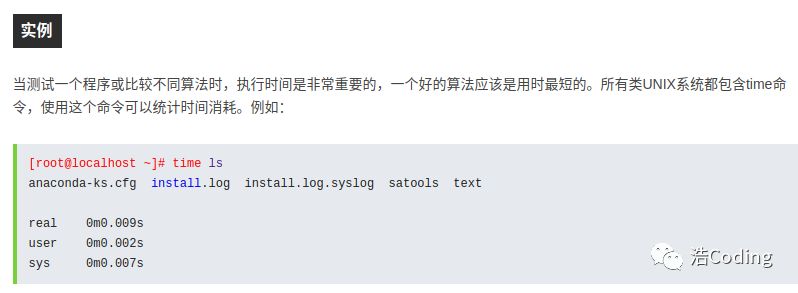 实例
当测试一个程序或比较不同算法时，执行时间是非常重要的，一个好的算法应该是用时最短的。所有类UNIX系统都包含time命
令，使用这个命令可以统计时间消耗。例如：
[root@localhost ~]# time ls
anaconda-ks.cfg  install.log  install.log.syslog  satools  text
real    0m0.009s
user    0m0.002s
sys     0m0.007s
浩Coding